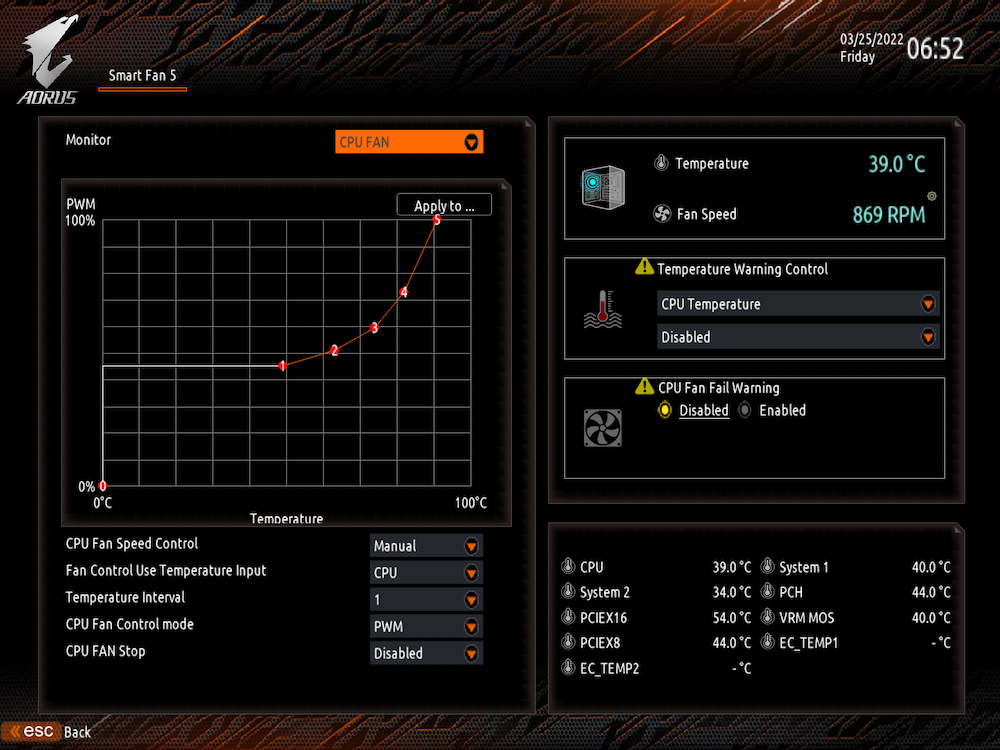 03/25/2022 06:52
Friday
Smart Fan 5
AORUS
Monitor
CPU FAN
PWM
100%
Apply to ...
5
4
3
2
1
0% 0
0°C
100°C
Temperature
CPU Fan Speed Control
Manual
Fan Control Use Temperature Input
CPU
Temperature Interval
1
CPU Fan Control mode
PWM
CPU FAN Stop
Disabled
Temperature
39.0 °C
Fan Speed
869 RPM
Temperature Warning Control
CPU Temperature
Disabled
CPU Fan Fail Warning
Disabled
Enabled
CPU 39.0 °C System 1 40.0 °C
System 2 34.0 °C PCH 44.0 °C
PCIEX16 54.0 °C VRM MOS 40.0 °C
PCIEX8 44.0 °C EC_TEMP1 - °C
EC_TEMP2 - °C
esc Back